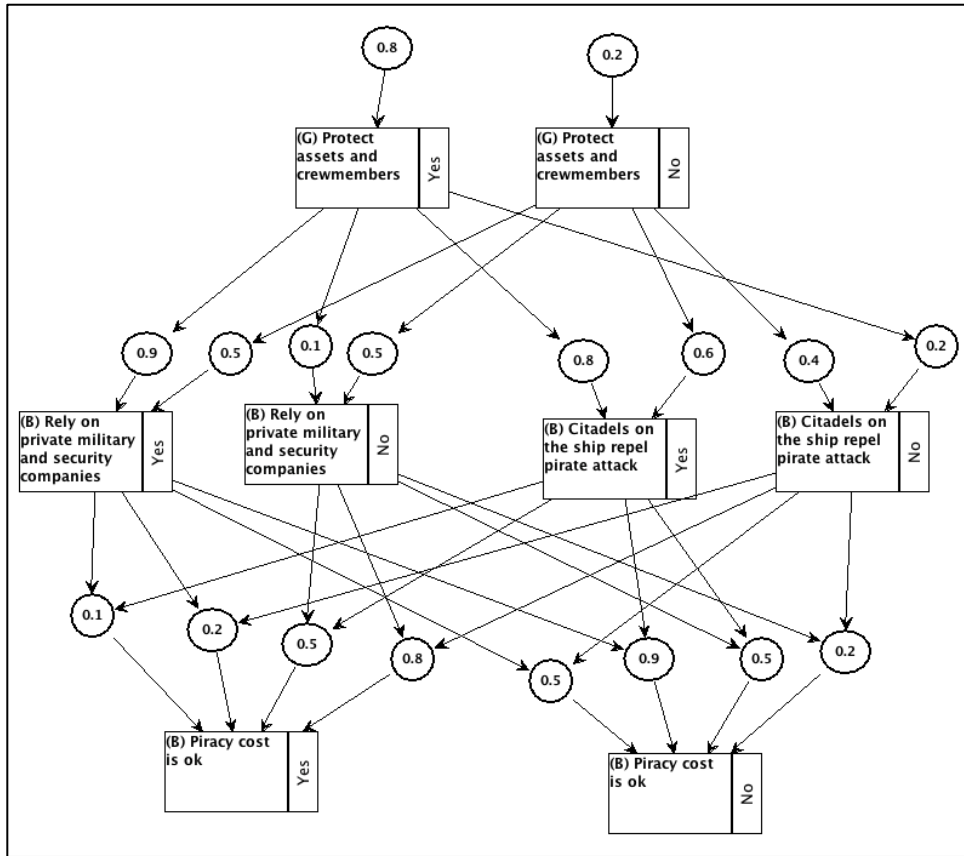 0.8
0.2
(G) Protect
assets and
crewmembers
Yes
(G) Protect
assets and
crewmembers
No
0.9
0.5
0.1
0.5
0.8
0.6
0.4
0.2
(B) Rely on
private military
and security
companies
Yes
(B) Rely on
private military
and security
companies
No
(B) Citadels on
the ship repel
pirate attack
Yes
(B) Citadels on
the ship repel
pirate attack
No
0.1
0.2
0.5
0.8
0.5
0.9
0.5
0.2
(B) Piracy cost
is ok
Yes
(B) Piracy cost
is ok
No